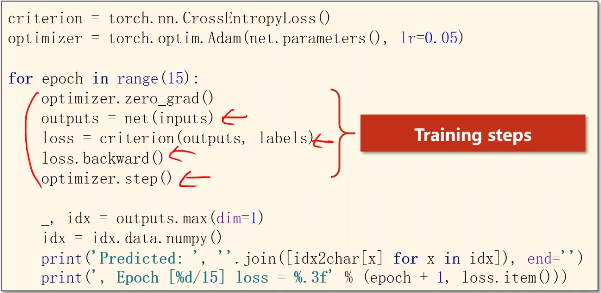 criterion = torch.nn.CrossEntropyLoss()
optimizer = torch.optim.Adam(net.parameters(), lr=0.05)
for epoch in range(15):
    optimizer.zero_grad()
    outputs = net(inputs)
    loss = criterion(outputs, labels)
    loss.backward()
    optimizer.step()
Training steps
    _, idx = outputs.max(dim=1)
    idx = idx.data.numpy()
    print('Predicted: ', ''.join([idx2char[x] for x in idx]), end='')
    print(', Epoch [%d/15] loss = %.3f' % (epoch + 1, loss.item()))